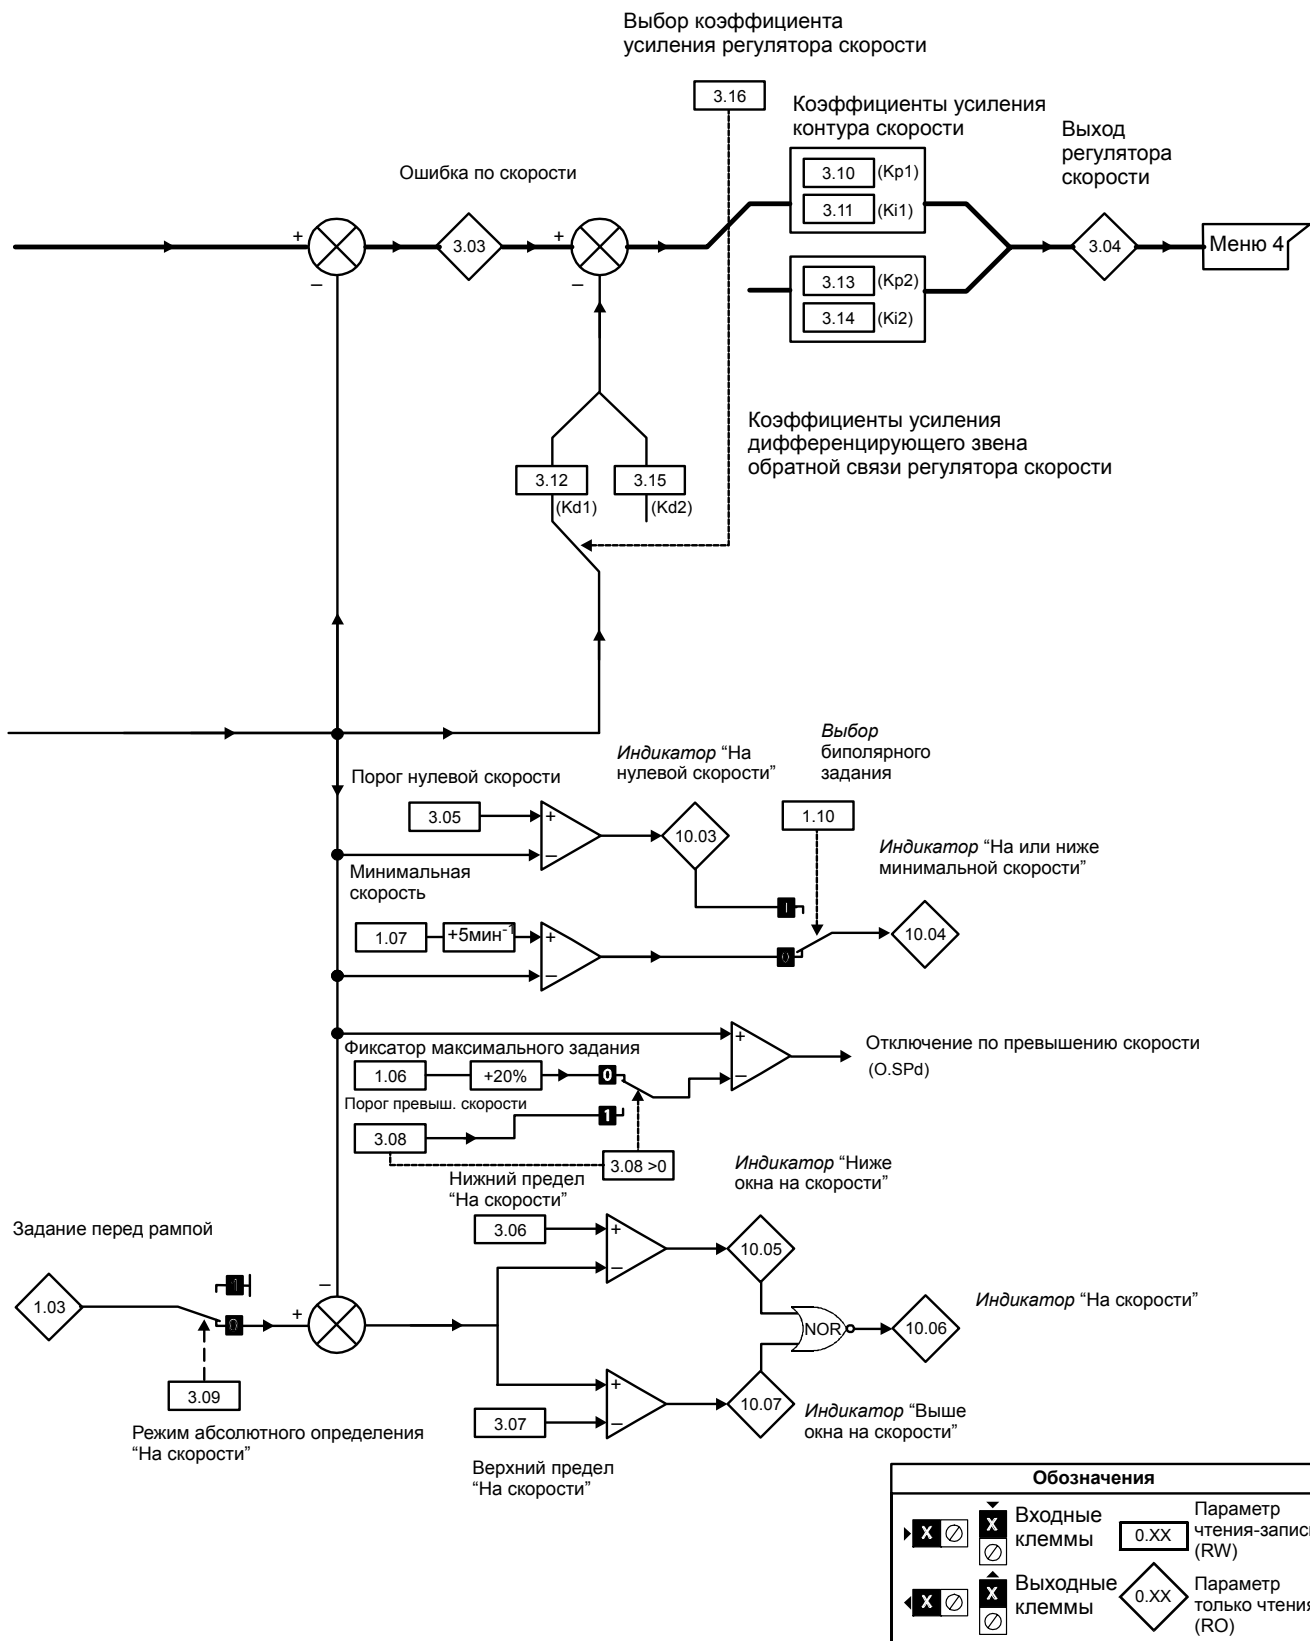 Выбор коэффициента
усиления регулятора скорости
3.16
Коэффициенты усиления
контура скорости
Выход
регулятора
скорости
Ошибка по скорости
3.10 (Kp1)
3.11 (Ki1)
+
3.03
+
3.04
Меню 4
–
–
3.13 (Kp2)
3.14 (Ki2)
Коэффициенты усиления
дифференцирующего звена
обратной связи регулятора скорости
3.12
3.15
(Kd1)
(Kd2)
Выбор
биполярного
задания
Индикатор “На
нулевой скорости”
Порог нулевой скорости
3.05
+
–
10.03
1.10
Индикатор “На или ниже
минимальной скорости”
Минимальная
скорость
1
1.07
+5мин-1
+
–
0
10.04
Фиксатор максимального задания
+
–
Отключение по превышению скорости
(O.SPd)
1.06
+20%
0
Порог превыш. скорости
1
3.08
3.08 >0
Индикатор “Ниже
окна на скорости”
Нижний предел
“На скорости”
Задание перед рампой
3.06
+
–
10.05
1
–
1.03
0
+
NOR
10.06
Индикатор “На скорости”
3.09
+
–
10.07
3.07
Режим абсолютного определения
“На скорости”
Индикатор “Выше
окна на скорости”
Верхний предел
“На скорости”
Обозначения
X
X
Входные
клеммы
0.XX
Параметр
чтения-запис
(RW)
X
X
Выходные
клеммы
0.XX
Параметр
только чтения
(RO)